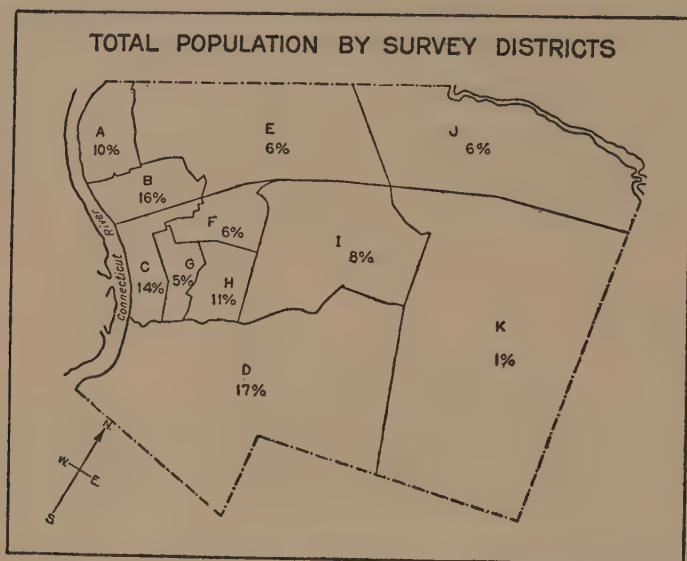 TOTAL POPULATION BY SURVEY DISTRICTS
A
10%
E
6%
J
6%
B
16%
F
6%
I
8%
C
14%
G
5%
H
11%
Connecticut River
K
1%
D
17%
N.
W.
E.
S